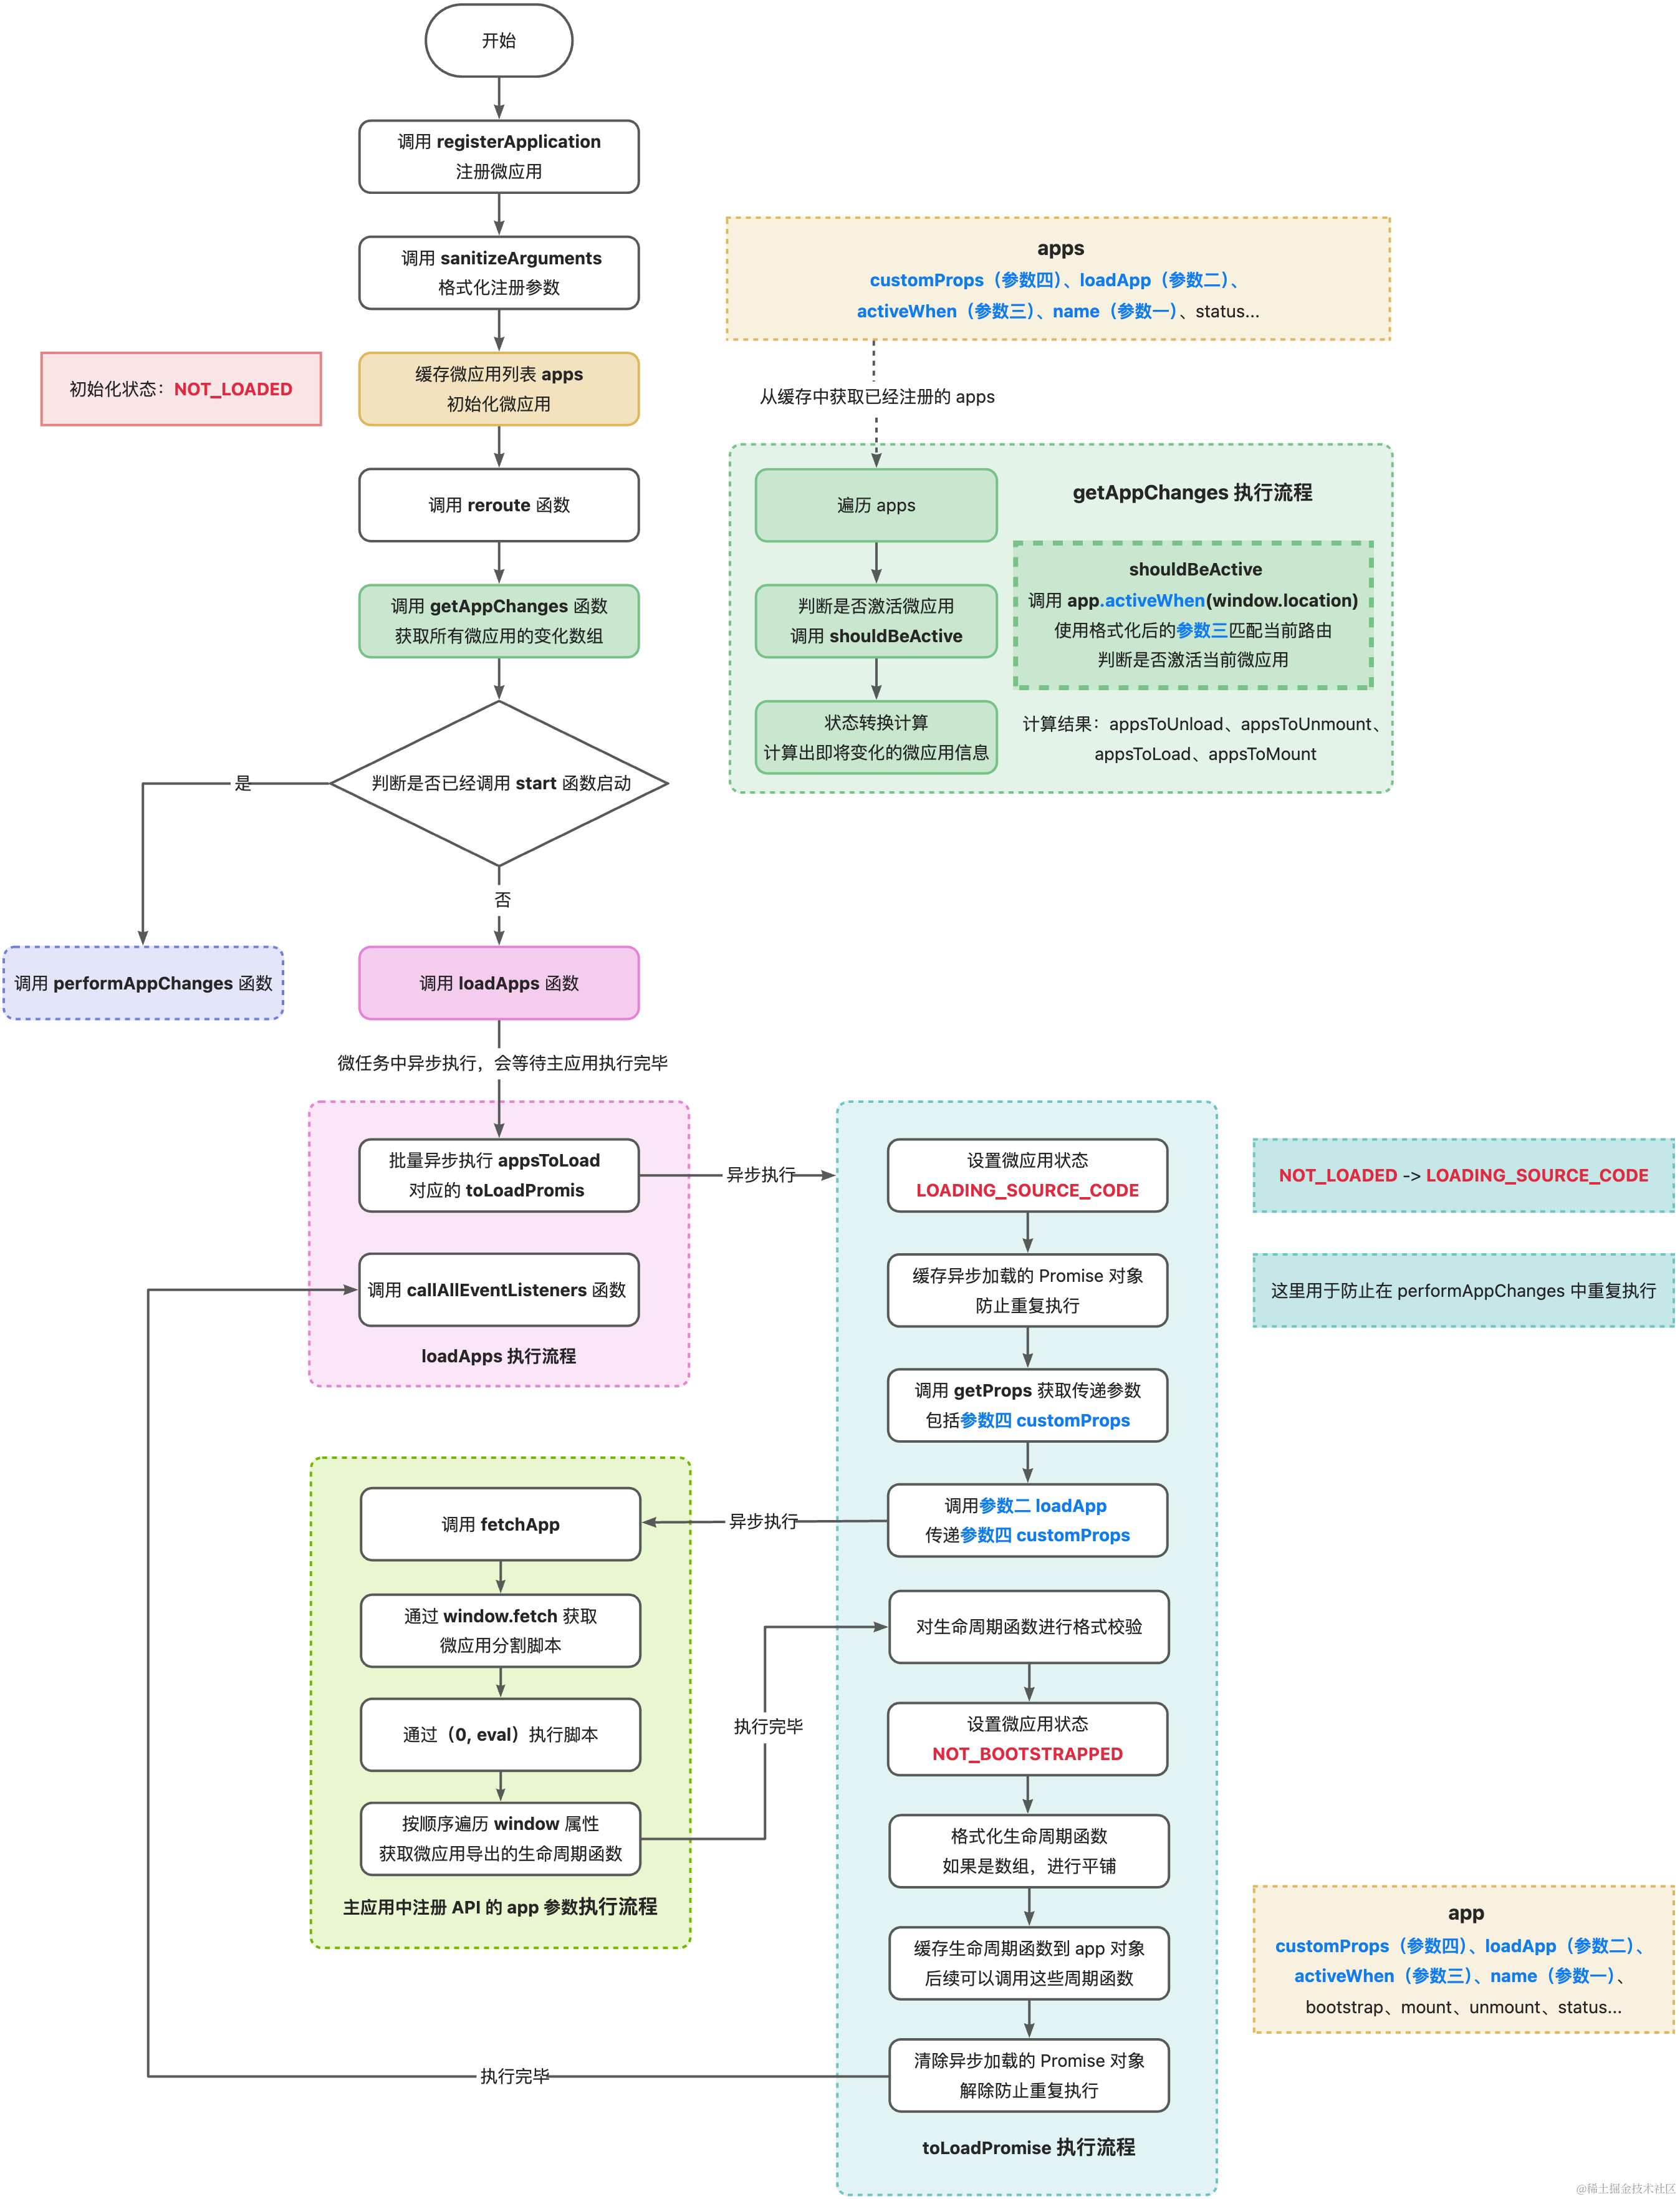 开始
调用 registerApplication
注册微应用
调用 sanitizeArguments
格式化注册参数
apps
customProps（参数四）、loadApp（参数二）、
activeWhen（参数三）、name（参数一）、status...
初始化状态：NOT_LOADED
缓存微应用列表 apps
初始化微应用
从缓存中获取已经注册的 apps
调用 reroute 函数
遍历 apps
getAppChanges 执行流程
调用 getAppChanges 函数
获取所有微应用的变化数组
判断是否激活微应用
调用 shouldBeActive
shouldBeActive
调用 app.activeWhen(window.location)
使用格式化后的参数三匹配当前路由
判断是否激活当前微应用
状态转换计算
计算出即将变化的微应用信息
计算结果：appsToUnload、appsToUnmount、
appsToLoad、appsToMount
是
判断是否已经调用 start 函数启动
否
调用 performAppChanges 函数
调用 loadApps 函数
微任务中异步执行，会等待主应用执行完毕
批量异步执行 appsToLoad
对应的 toLoadPromis
异步执行
设置微应用状态
LOADING_SOURCE_CODE
NOT_LOADED -> LOADING_SOURCE_CODE
调用 callAllEventListeners 函数
loadApps 执行流程
缓存异步加载的 Promise 对象
防止重复执行
这里用于防止在 performAppChanges 中重复执行
调用 getProps 获取传递参数
包括参数四 customProps
调用 fetchApp
异步执行
调用参数二 loadApp
传递参数四 customProps
通过 window.fetch 获取
微应用分割脚本
对生命周期函数进行格式校验
通过（0, eval）执行脚本
执行完毕
设置微应用状态
NOT_BOOTSTRAPPED
按顺序遍历 window 属性
获取微应用导出的生命周期函数
主应用中注册 API 的 app 参数执行流程
格式化生命周期函数
如果是数组，进行平铺
缓存生命周期函数到 app 对象
后续可以调用这些周期函数
app
customProps（参数四）、loadApp（参数二）、
activeWhen（参数三）、name（参数一）、
bootstrap、mount、unmount、status...
执行完毕
清除异步加载的 Promise 对象
解除防止重复执行
toLoadPromise 执行流程
@稀土掘金技术社区